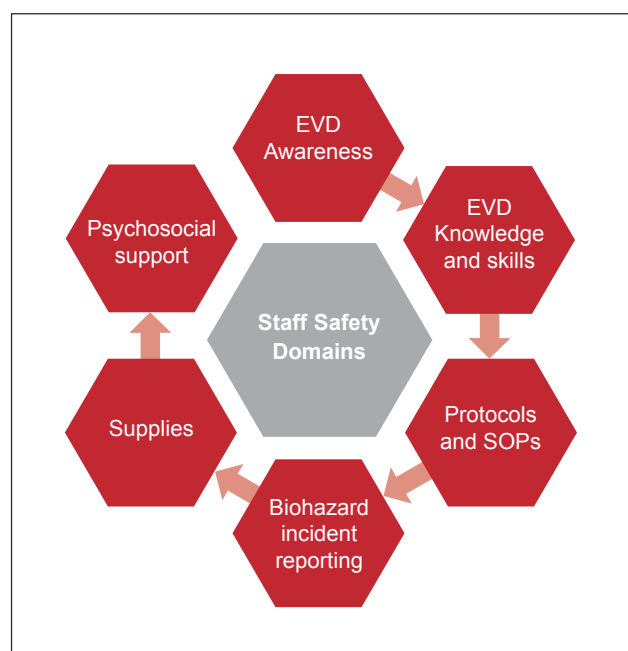 EVD
Awareness
EVD
Knowledge
and skills
Protocols
and SOPs
Biohazard
incident
reporting
Supplies
Psychosocial
support
Staff Safety
Domains